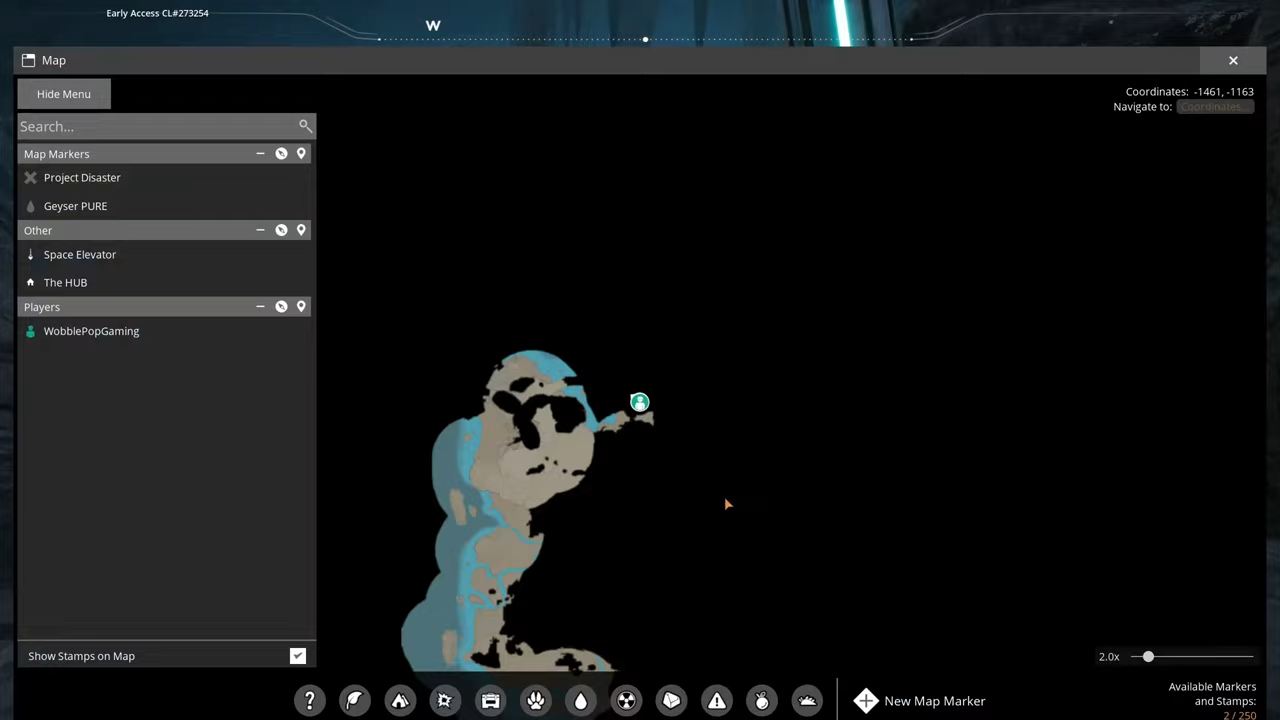 Early Access CL#273254
W
Map
Hide Menu
Coordinates: -1461, -1163
Navigate to: Coordinates...
Search...
Map Markers
Project Disaster
Geyser PURE
Other
Space Elevator
The HUB
Players
WobblePopGaming
Show Stamps on Map
2.0x
New Map Marker
Available Markers
and Stamps:
2 / 250